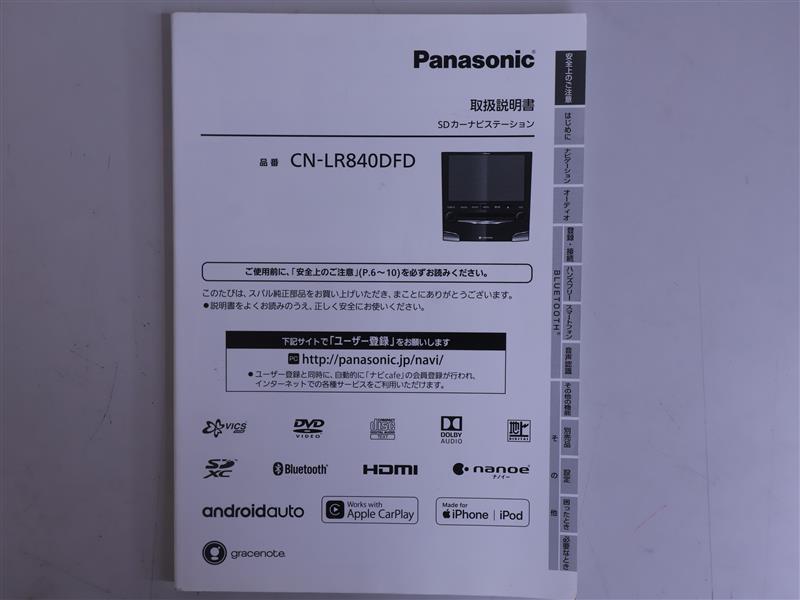 Panasonic®
取扱説明書
SDカーナビステーション
品番 CN-LR840DFD
ご使用前に、「安全上のご注意」(P.6～10)を必ずお読みください。
このたびは、スバル純正部品をお買い上げいただき、まことにありがとうございます。
●説明書をよくお読みのうえ、正しく安全にお使いください。
下記サイトで「ユーザー登録」をお願いします
PC http://panasonic.jp/navi/
●ユーザー登録と同時に、自動的に「ナビcafe」の会員登録が行われ、
インターネットでの各種サービスをご利用いただけます。
VICS
DVD
VIDEO
COMPACT
disc
DIGITAL AUDIO
TEXT
DOLBY
AUDIO
地上
DIGITAL
SD
XC
Bluetooth®
HDMI
nanoe
ナノイー
androidauto
Works with
Apple CarPlay
Made for
iPhone | iPod
gracenote.
安全上のご注意
はじめに
ナビゲーション
オーディオ
登録・接続
ハンズフリー
スマートフォン
BLUETOOTH®
音声認識
その他の機能
別売品
設定
困ったとき
必要なとき
その他